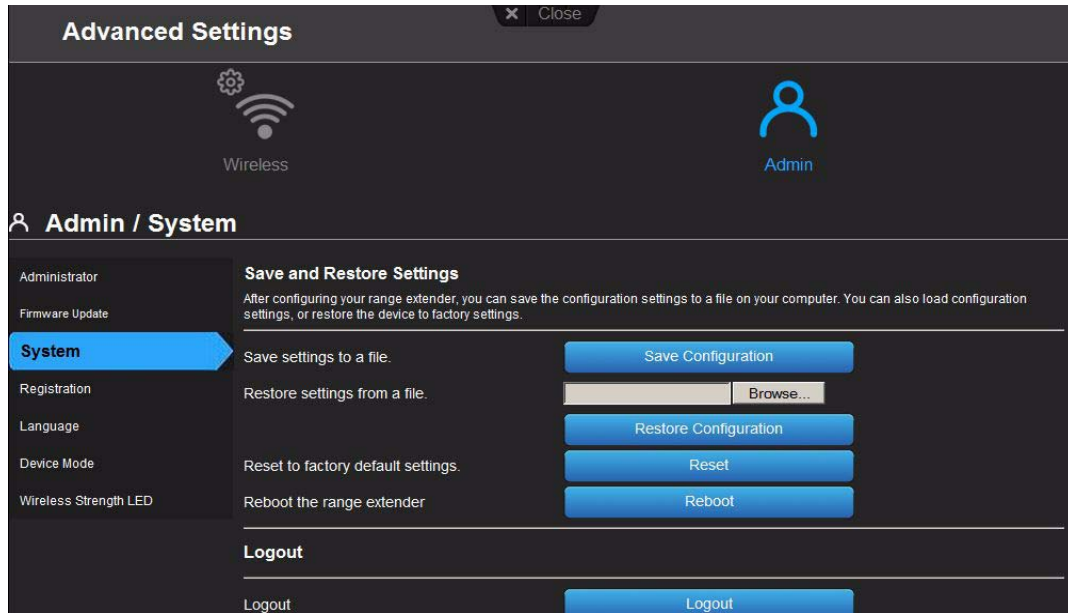 Close
Advanced Settings
Wireless
Admin
Admin / System
Administrator
Firmware Update
System
Registration
Language
Device Mode
Wireless Strength LED
Save and Restore Settings
After configuring your range extender, you can save the configuration settings to a file on your computer. You can also load configuration
settings, or restore the device to factory settings.
Save settings to a file.
Save Configuration
Restore settings from a file.
Browse...
Restore Configuration
Reset to factory default settings.
Reset
Reboot the range extender
Reboot
Logout
Logout
Logout